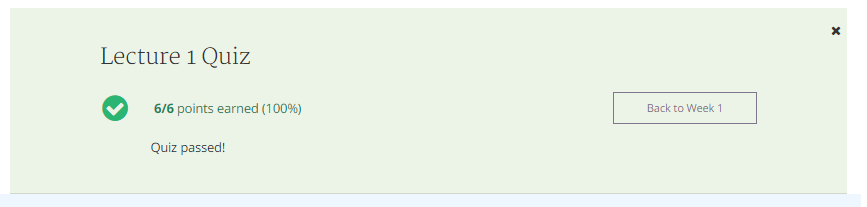 Lecture 1 Quiz
6/6 points earned (100%)
Back to Week 1
Quiz passed!